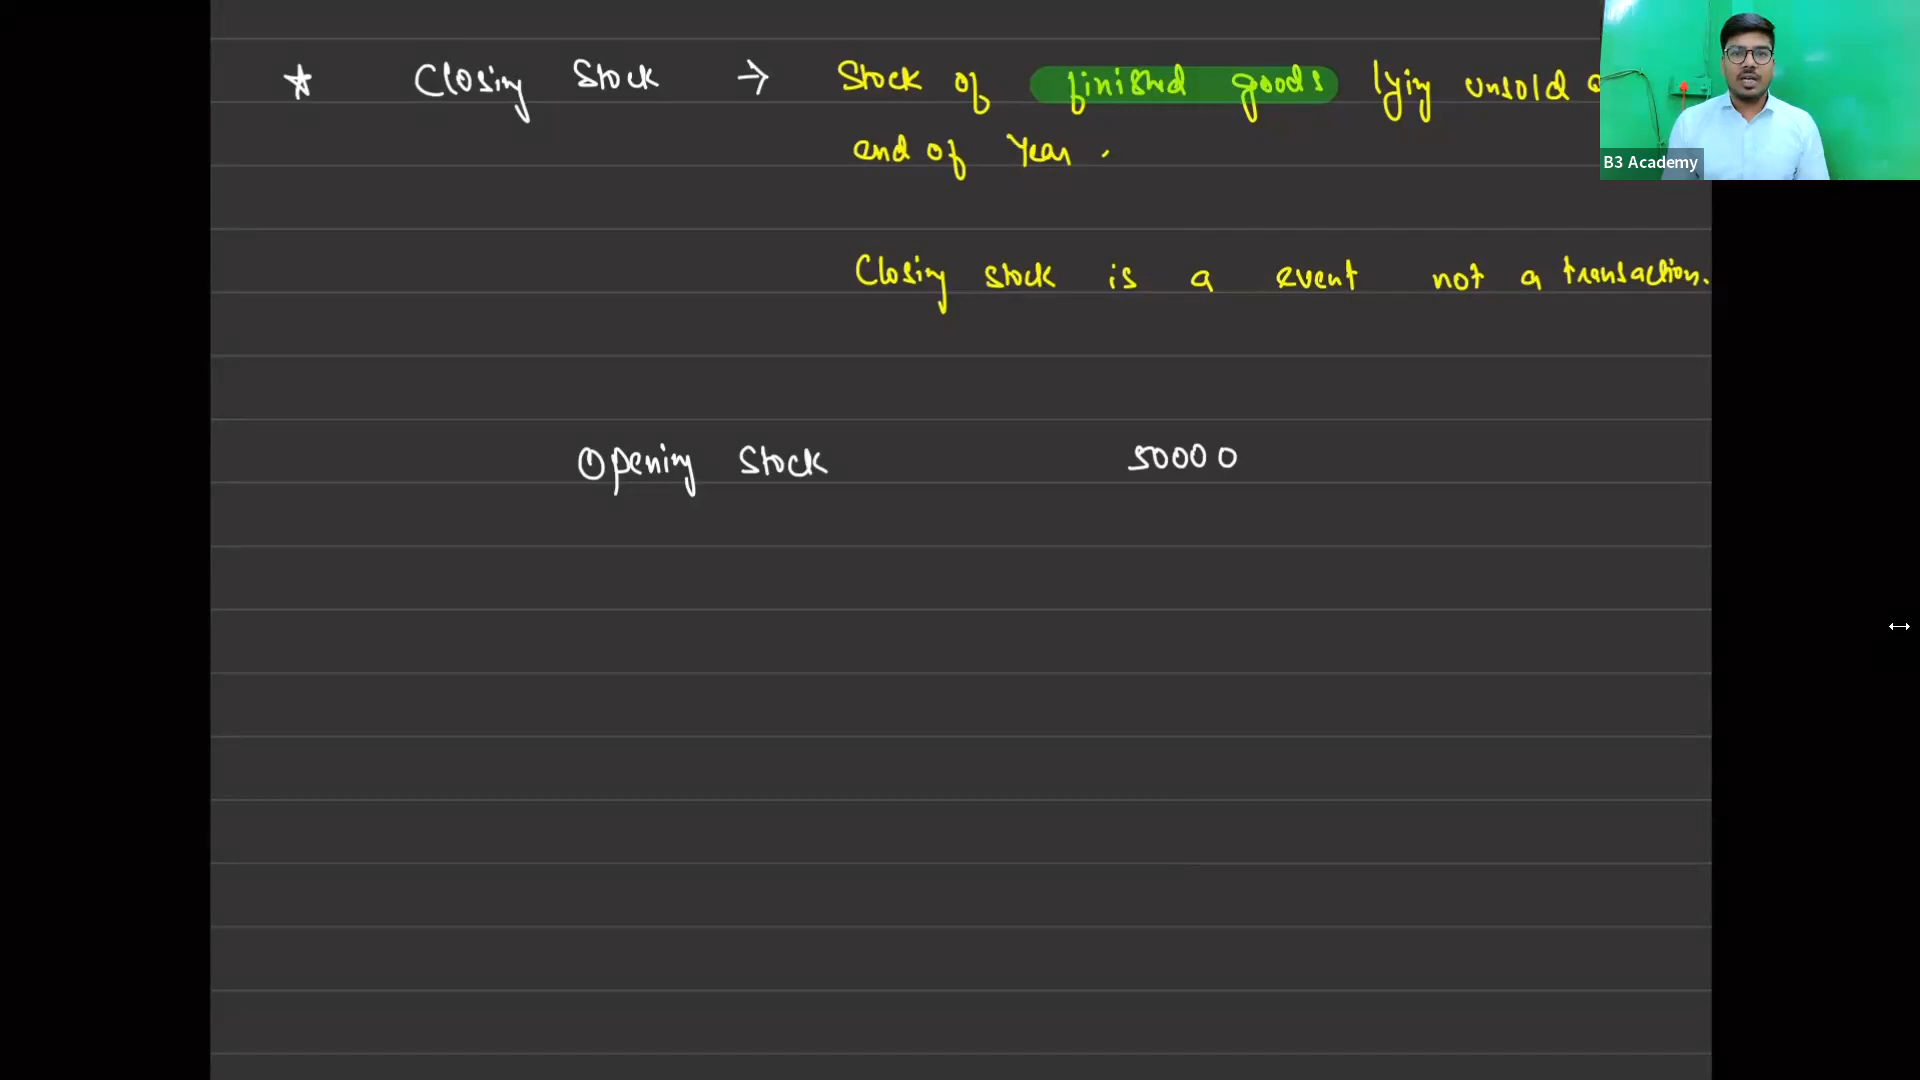 ☆ Closing Stock → Stock of finished goods lying unsold
end of Year.
B3 Academy
Closing stock is a event not a transaction.
Opening Stock 50000